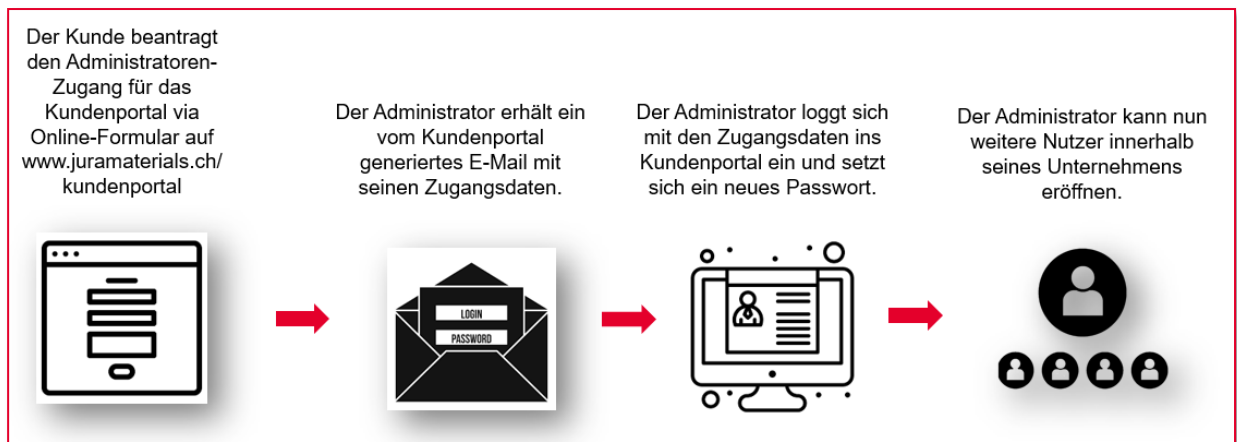 Der Kunde beantragt
den Administratoren-
Zugang für das
Kundenportal via
Online-Formular auf
www.juramaterials.ch/
kundenportal
Der Administrator erhält ein
vom Kundenportal
generiertes E-Mail mit
seinen Zugangsdaten.
Der Administrator loggt sich
mit den Zugangsdaten ins
Kundenportal ein und setzt
sich ein neues Passwort.
Der Administrator kann nun
weitere Nutzer innerhalb
seines Unternehmens
eröffnen.
LOGIN
PASSWORD